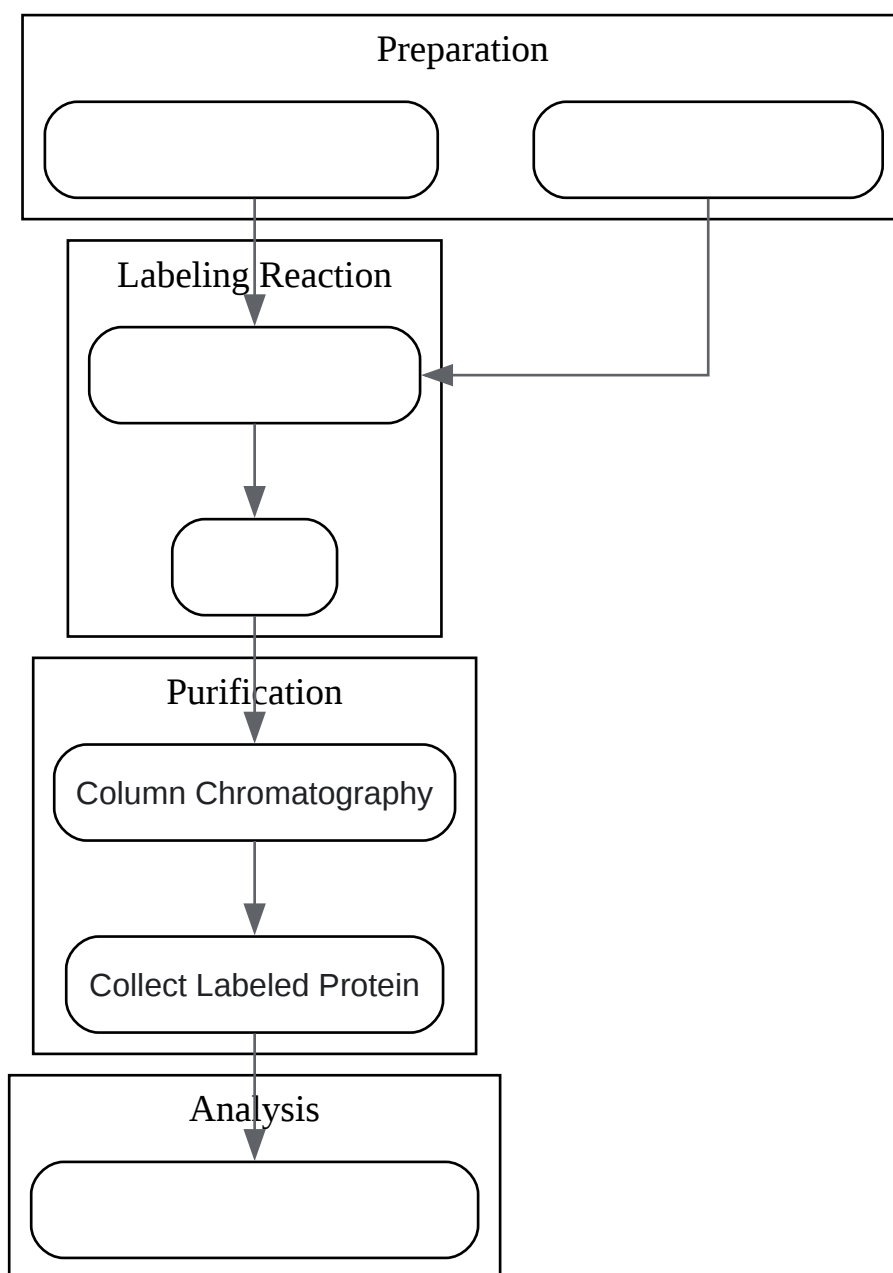 Preparation
Labeling Reaction
Purification
Column Chromatography
Collect Labeled Protein
Analysis